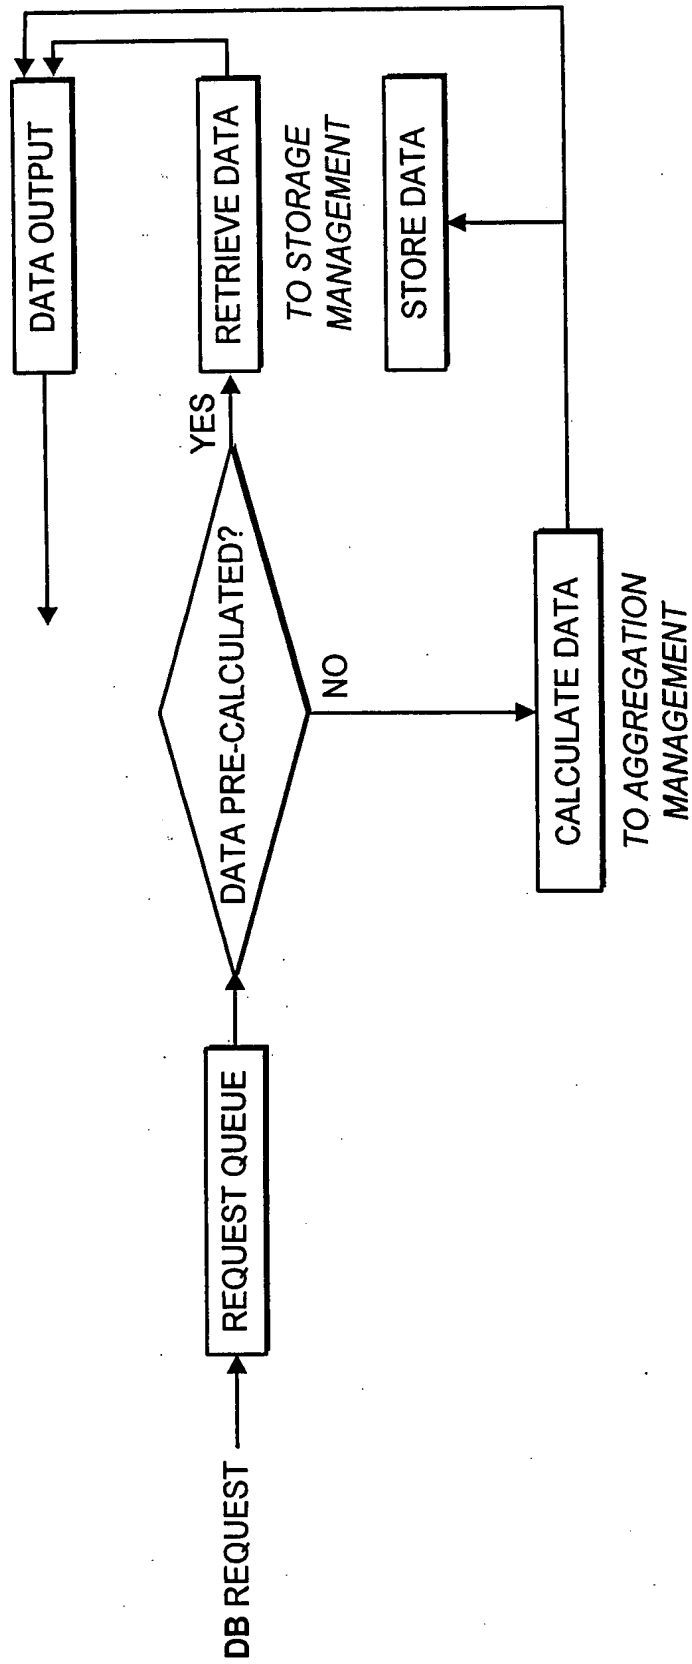 DB REQUEST
REQUEST QUEUE
DATA PRE-CALCULATED?
YES
NO
RETRIEVE DATA
TO STORAGE
MANAGEMENT
DATA OUTPUT
STORE DATA
CALCULATE DATA
TO AGGREGATION
MANAGEMENT